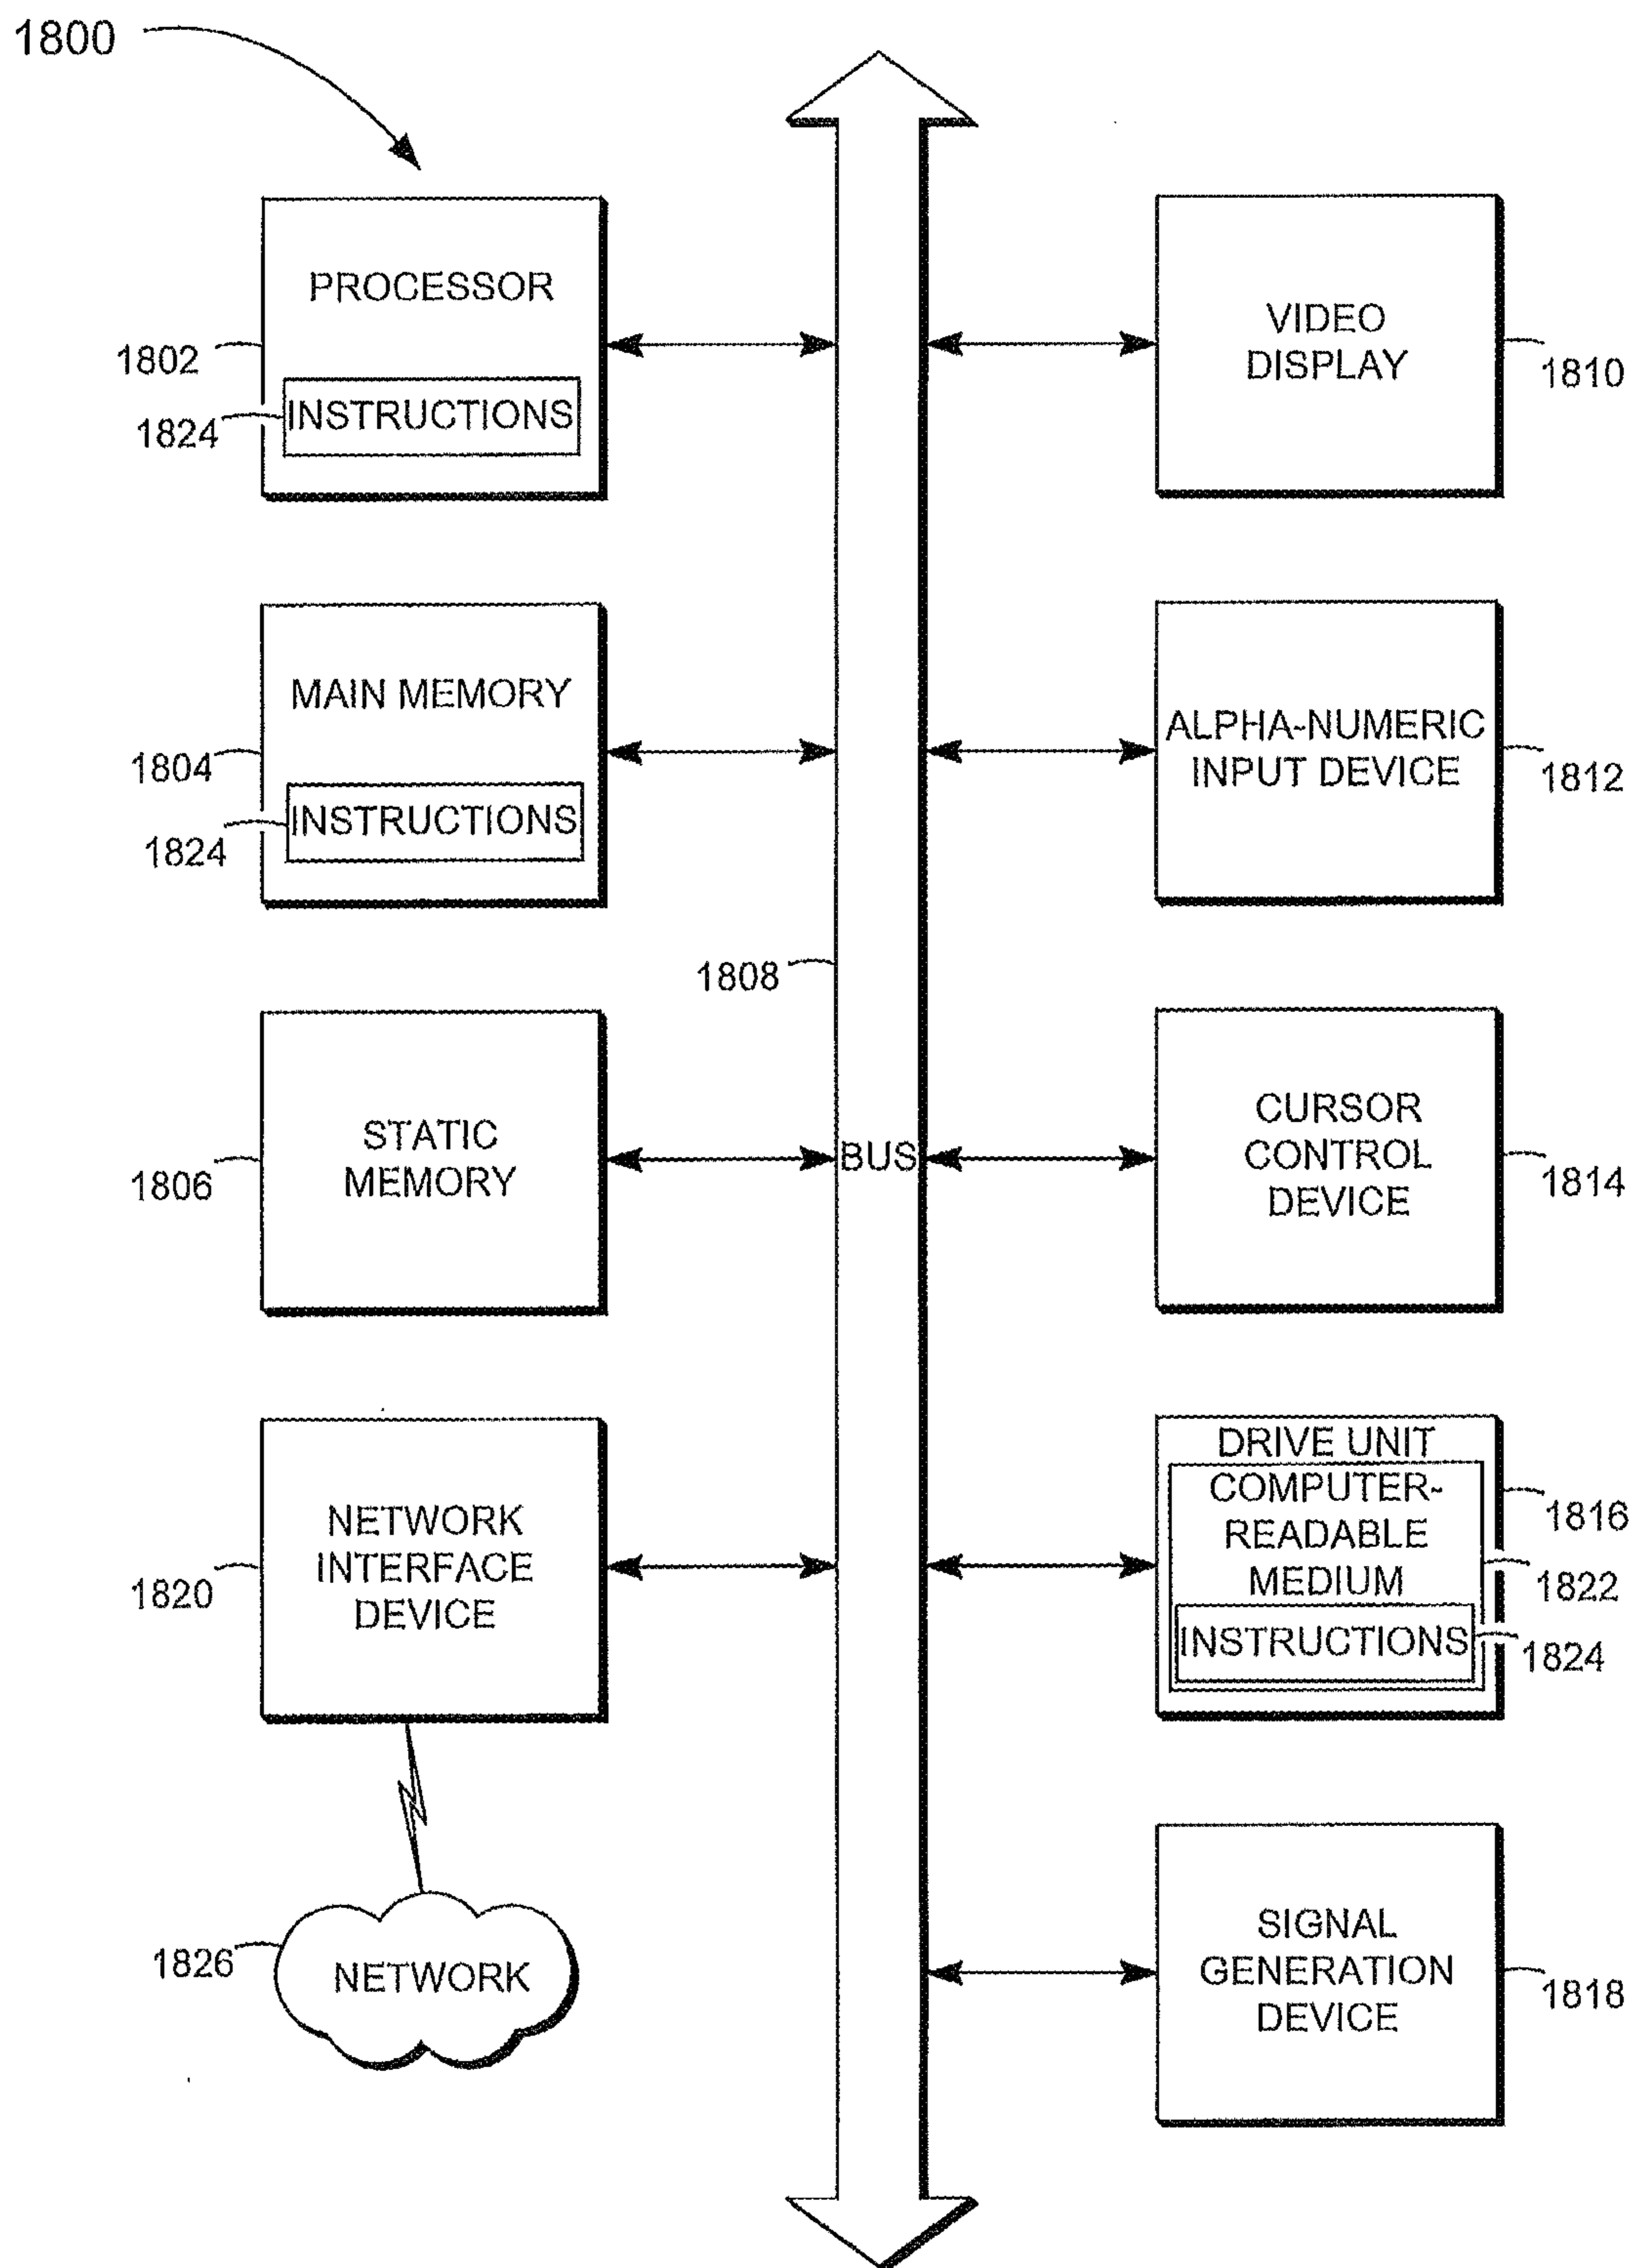 1800
PROCESSOR
1802
INSTRUCTIONS
1824
VIDEO
DISPLAY
1810
MAIN MEMORY
1804
INSTRUCTIONS
1824
ALPHA-NUMERIC
INPUT DEVICE
1812
1808
STATIC
MEMORY
1806
BUS
CURSOR
CONTROL
DEVICE
1814
NETWORK
INTERFACE
DEVICE
1820
DRIVE UNIT
COMPUTER-
READABLE
MEDIUM
1816
1822
INSTRUCTIONS
1824
NETWORK
1826
SIGNAL
GENERATION
DEVICE
1818